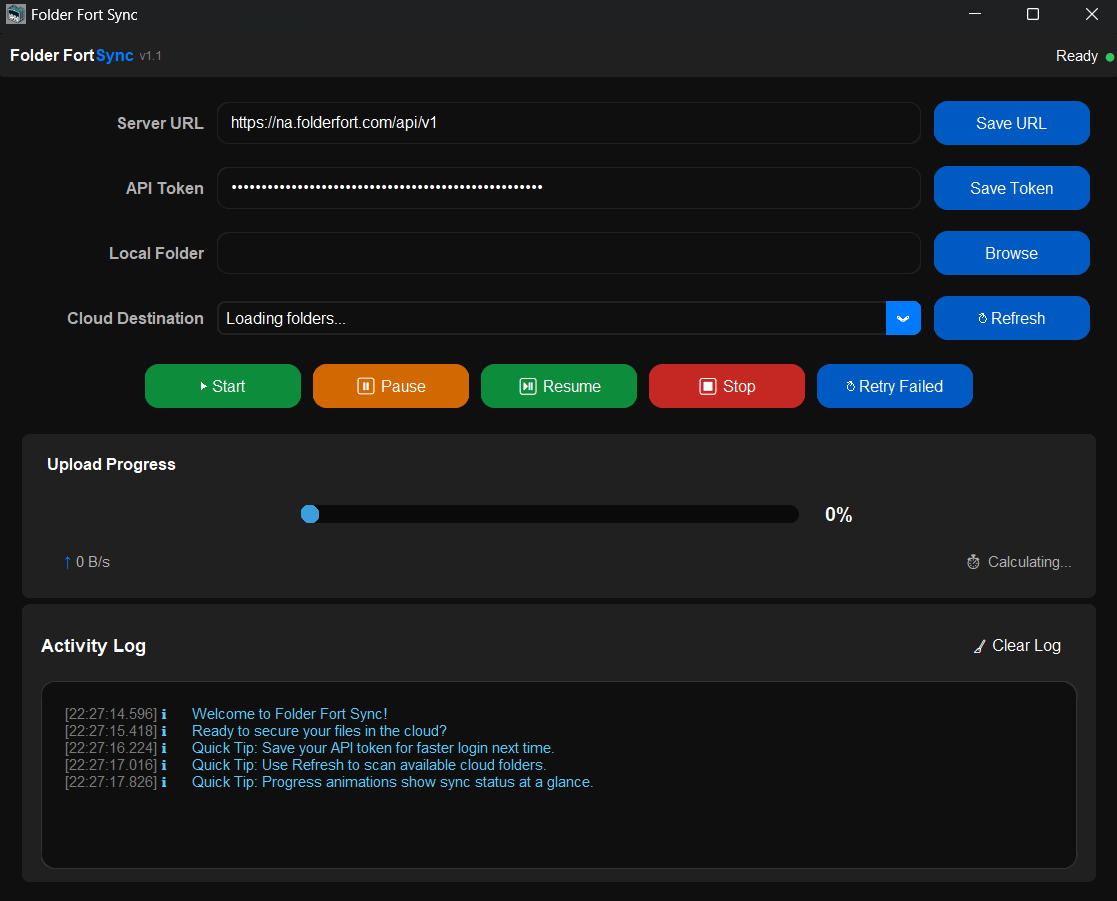 Folder Fort Sync
Folder Fort Sync v1.1 Ready
Server URL https://na.folderfort.com/api/v1 Save URL
API Token •••••••••••••••••••••••••••••••••••••••••••••••••••• Save Token
Local Folder Browse
Cloud Destination Loading folders... Refresh
Start Pause Resume Stop Retry Failed
Upload Progress
0%
↑ 0 B/s Calculating...
Activity Log Clear Log
[22:27:14.596] ℹ Welcome to Folder Fort Sync!
[22:27:15.418] ℹ Ready to secure your files in the cloud?
[22:27:16.224] ℹ Quick Tip: Save your API token for faster login next time.
[22:27:17.016] ℹ Quick Tip: Use Refresh to scan available cloud folders.
[22:27:17.826] ℹ Quick Tip: Progress animations show sync status at a glance.